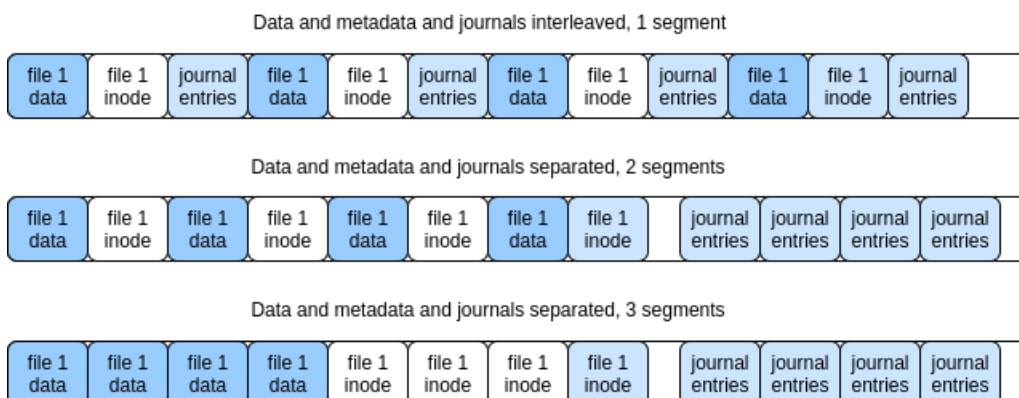 Data and metadata and journals interleaved, 1 segment
file 1 file 1 journal file 1 file 1 journal file 1 file 1 journal file 1 file 1 journal
data inode entries data inode entries data inode entries data inode entries
Data and metadata and journals separated, 2 segments
file 1 file 1 file 1 file 1 file 1 file 1 file 1 file 1 journal journal journal journal
data inode data inode data inode data inode entries entries entries entries
Data and metadata and journals separated, 3 segments
file 1 file 1 file 1 file 1 file 1 file 1 file 1 file 1 journal journal journal journal
data data data data inode inode inode inode entries entries entries entries